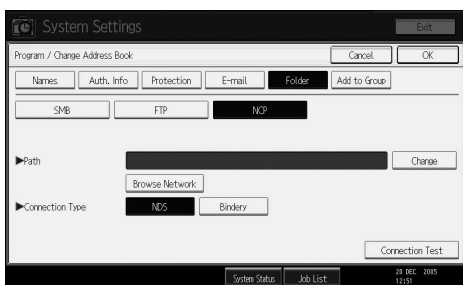 System Settings Exit
Program / Change Address Book Cancel OK
Names Auth. Info Protection E-mail Folder Add to Group
SMB FTP NCP
▶Path Change
Browse Network
▶Connection Type NDS Bindery
Connection Test
System Status Job List 20 DEC 2005
12:51